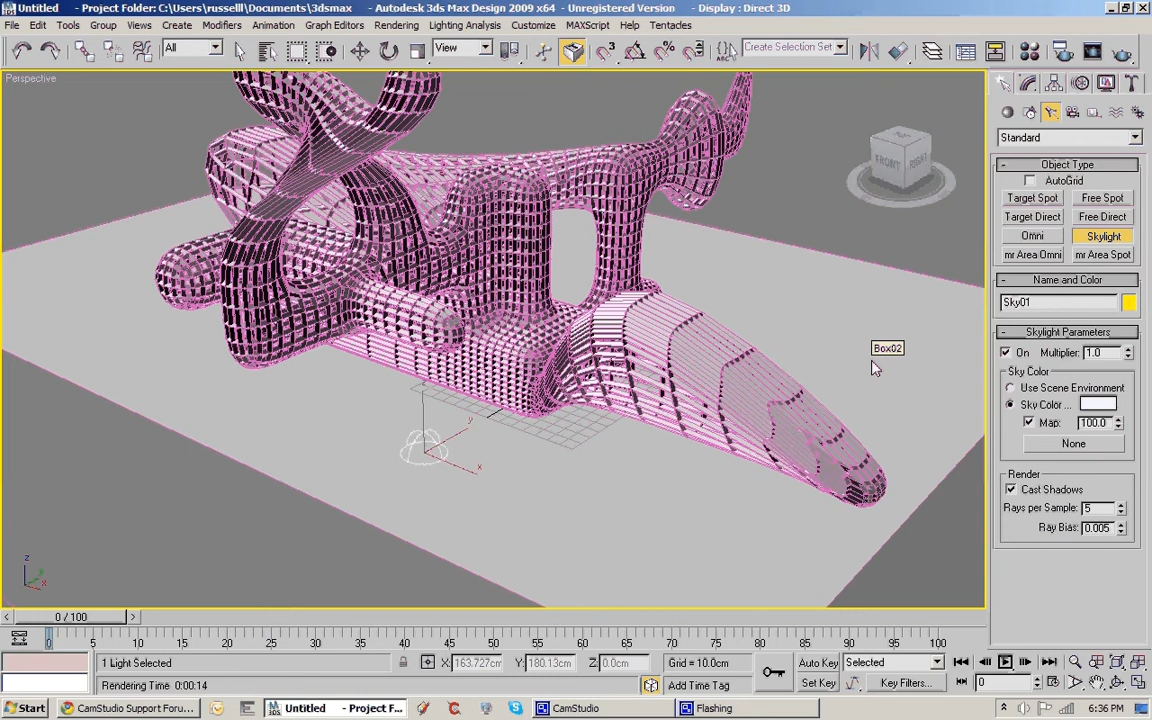 Untitled - Project Folder: C:\Users\russelll\Documents\3dsmax - Autodesk 3ds Max Design 2009 x64 - Unregistered Version - Display : Direct 3D
File Edit Tools Group Views Create Modifiers Animation Graph Editors Rendering Lighting Analysis Customize MAXScript Help Tentacles
All View Create Selection Set
Perspective
FRONT RIGHT
Standard
- Object Type
AutoGrid
Target Spot Free Spot
Target Direct Free Direct
Omni Skylight
mr Area Omni mr Area Spot
- Name and Color
Sky01
- Skylight Parameters
On Multiplier: 1.0
Sky Color
Use Scene Environment
Sky Color ...
Map: 100.0
None
Render
Cast Shadows
Rays per Sample: 5
Ray Bias: 0.005
Box02
z
x
y
x
0 / 100
0 5 10 15 20 25 30 35 40 45 50 55 60 65 70 75 80 85 90 95 100
1 Light Selected X: 163.727cm Y: 180.13cm Z: 0.0cm Grid = 10.0cm Auto Key Selected
Rendering Time 0:00:14 Add Time Tag Set Key Key Filters... 0
Start CamStudio Support Foru... Untitled - Project F... CamStudio Flashing 6:36 PM